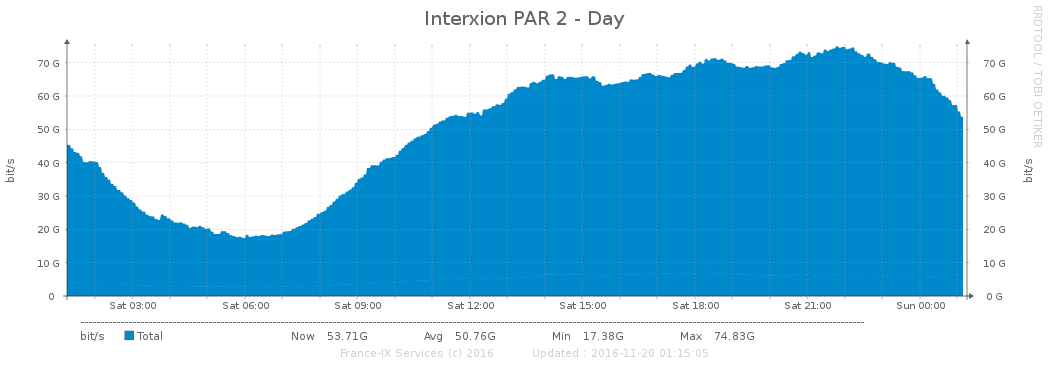 Interxion PAR 2 - Day
RRDTOOL / TOBI OETIKER
bit/s
70 G 70 G
60 G 60 G
50 G 50 G
40 G 40 G
30 G 30 G
20 G 20 G
10 G 10 G
0 0 G
bit/s
Sat 03:00 Sat 06:00 Sat 09:00 Sat 12:00 Sat 15:00 Sat 18:00 Sat 21:00 Sun 00:00
bit/s Total Now 53.71G Avg 50.76G Min 17.38G Max 74.83G
France-IX Services (c) 2016 Updated : 2016-11-20 01:15:05